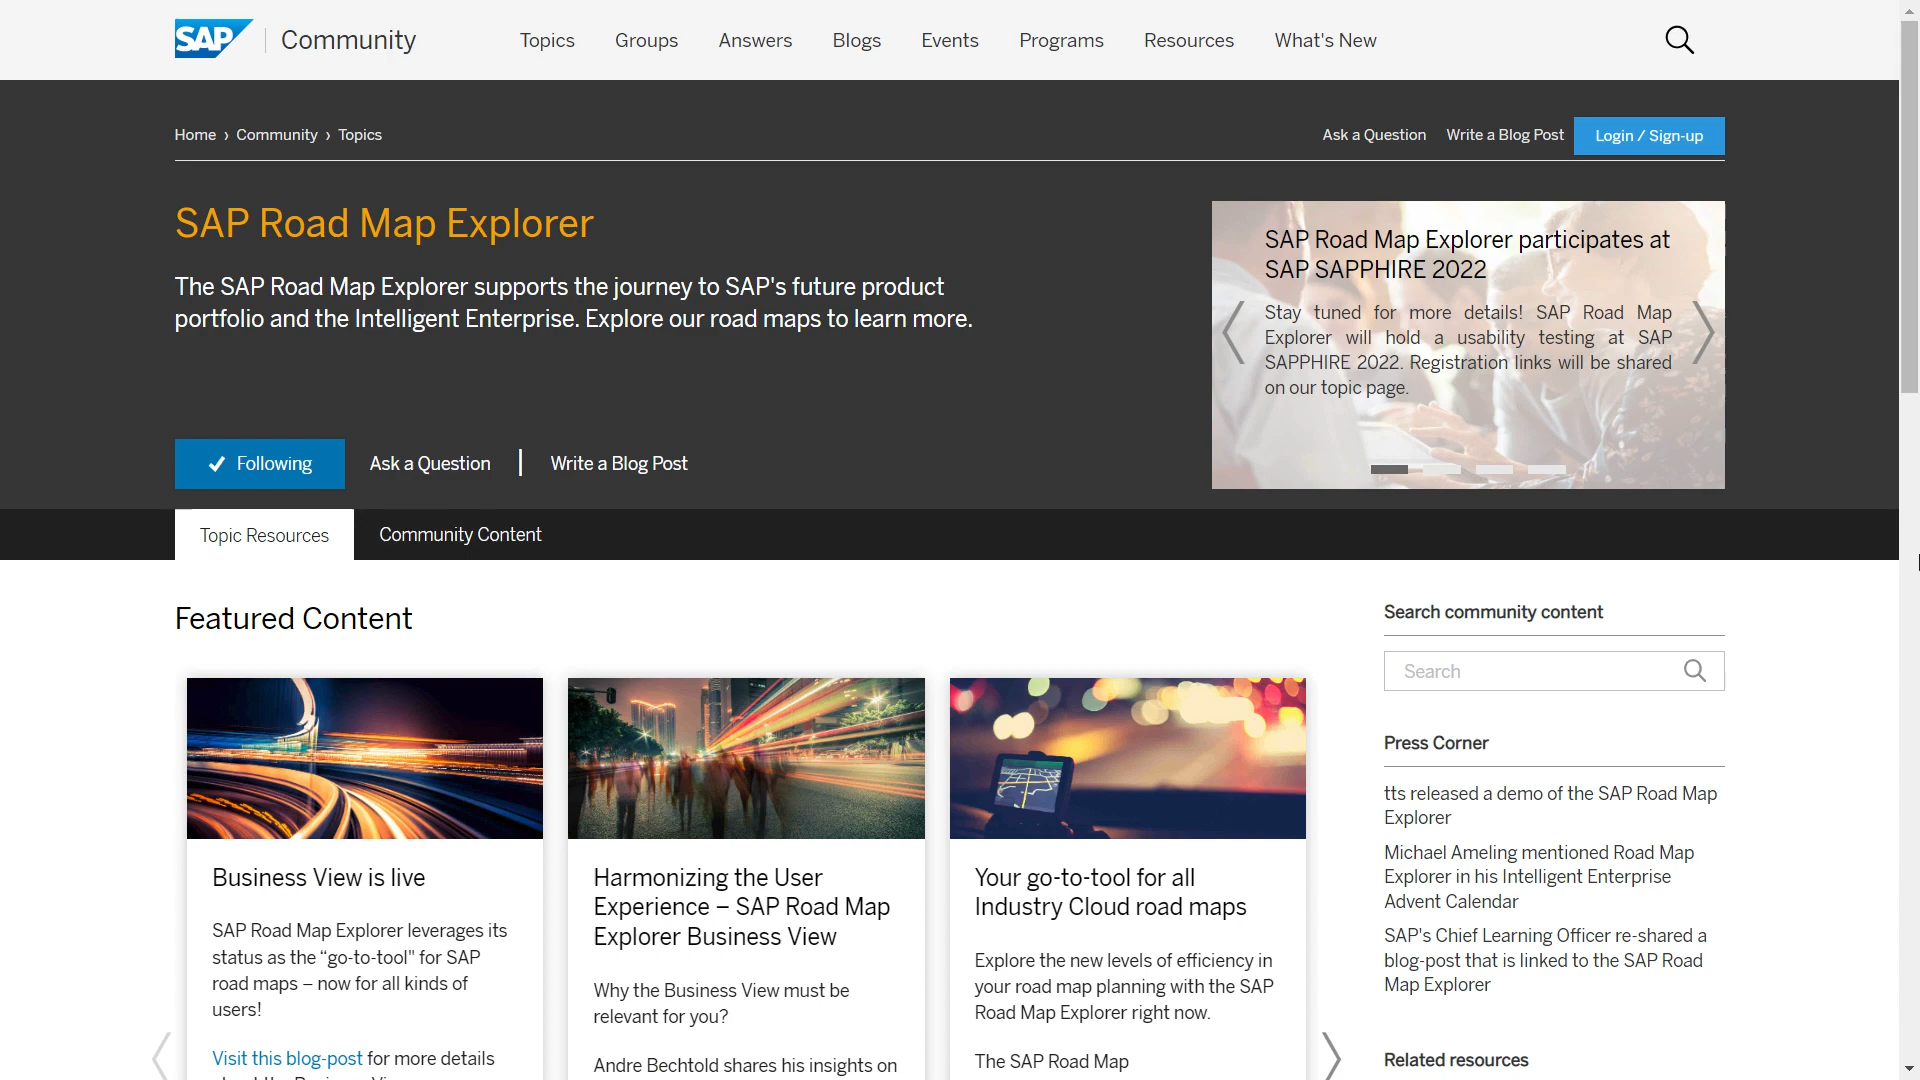 SAP Community
Topics Groups Answers Blogs Events Programs Resources What's New
Home › Community › Topics
Ask a Question Write a Blog Post Login / Sign-up
SAP Road Map Explorer
The SAP Road Map Explorer supports the journey to SAP's future product
portfolio and the Intelligent Enterprise. Explore our road maps to learn more.
SAP Road Map Explorer participates at
SAP SAPPHIRE 2022
Stay tuned for more details! SAP Road Map
Explorer will hold a usability testing at SAP
SAPPHIRE 2022. Registration links will be shared
on our topic page.
Following Ask a Question Write a Blog Post
Topic Resources Community Content
Featured Content
Business View is live
SAP Road Map Explorer leverages its
status as the “go-to-tool" for SAP
road maps – now for all kinds of
users!
Visit this blog-post for more details
Harmonizing the User
Experience – SAP Road Map
Explorer Business View
Why the Business View must be
relevant for you?
Andre Bechtold shares his insights on
Your go-to-tool for all
Industry Cloud road maps
Explore the new levels of efficiency in
your road map planning with the SAP
Road Map Explorer right now.
The SAP Road Map
Search community content
Search
Press Corner
tts released a demo of the SAP Road Map
Explorer
Michael Ameling mentioned Road Map
Explorer in his Intelligent Enterprise
Advent Calendar
SAP's Chief Learning Officer re-shared a
blog-post that is linked to the SAP Road
Map Explorer
Related resources